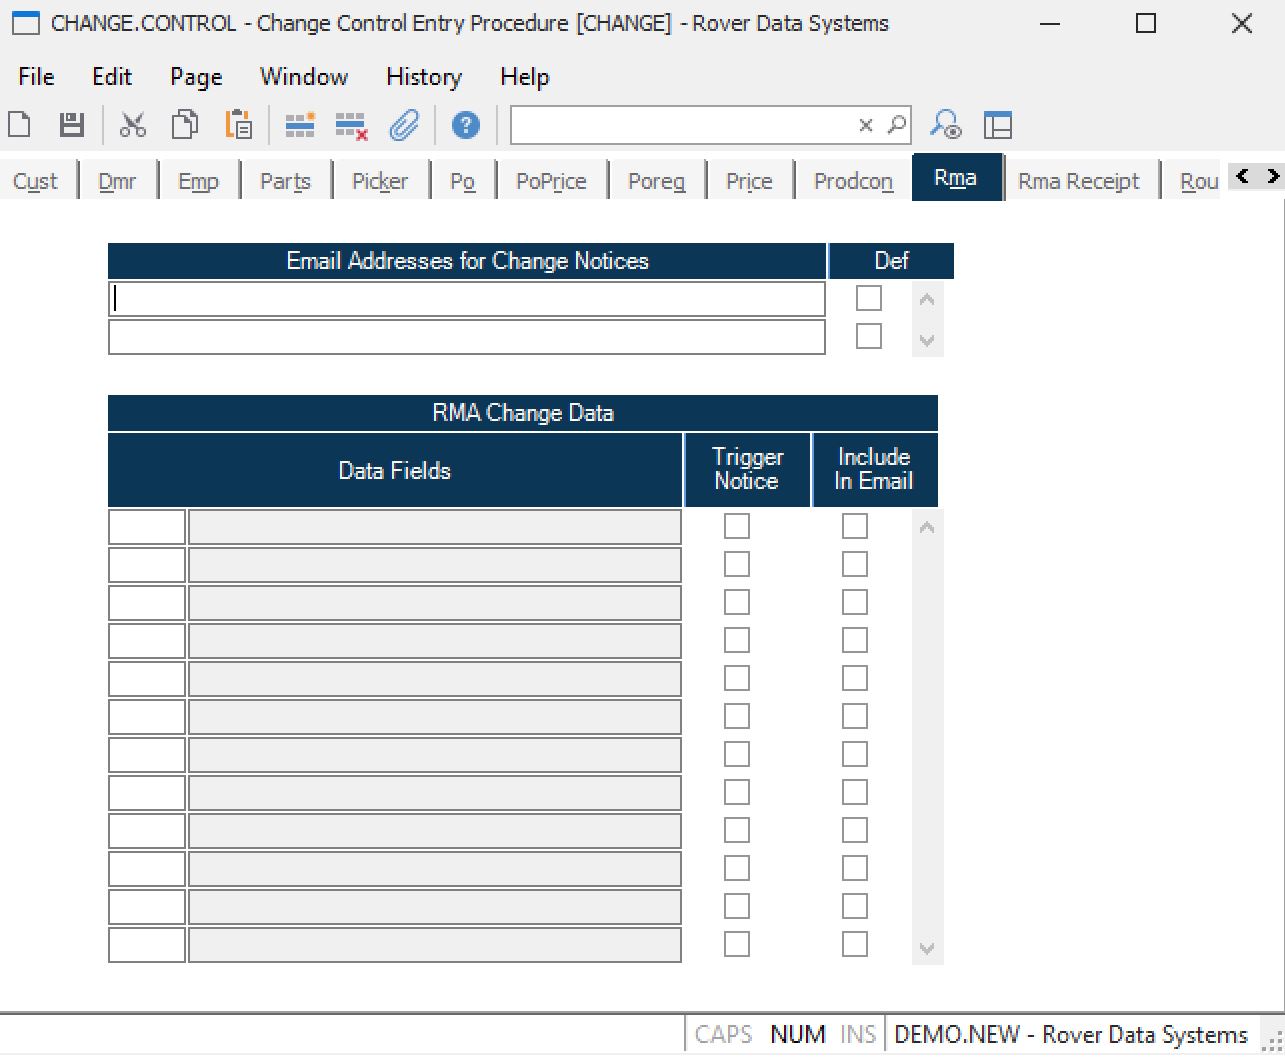 CHANGE.CONTROL - Change Control Entry Procedure [CHANGE] - Rover Data Systems
File Edit Page Window History Help
Cust Dmr Emp Parts Picker Po PoPrice Poreg Price Prodcon Rma Rma Receipt Rou
Email Addresses for Change Notices Def
RMA Change Data
Data Fields Trigger Notice Include In Email
CAPS NUM INS DEMO.NEW - Rover Data Systems